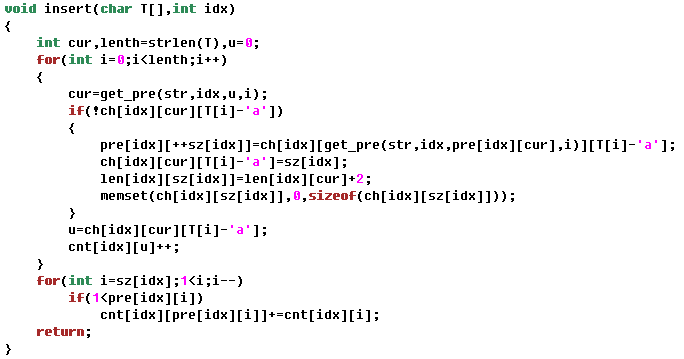 void insert(char T[],int idx)
{
    int cur,lenth=strlen(T),u=0;
    for(int i=0;i<lenth;i++)
    {
        cur=get_pre(str,idx,u,i);
        if(!ch[idx][cur][T[i]-'a'])
        {
            pre[idx][++sz[idx]]=ch[idx][get_pre(str,idx,pre[idx][cur],i)][T[i]-'a'];
            ch[idx][cur][T[i]-'a']=sz[idx];
            len[idx][sz[idx]]=len[idx][cur]+2;
            memset(ch[idx][sz[idx]],0,sizeof(ch[idx][sz[idx]]));
        }
        u=ch[idx][cur][T[i]-'a'];
        cnt[idx][u]++;
    }
    for(int i=sz[idx];1<i;i--)
        if(1<pre[idx][i])
            cnt[idx][pre[idx][i]]+=cnt[idx][i];
    return;
}